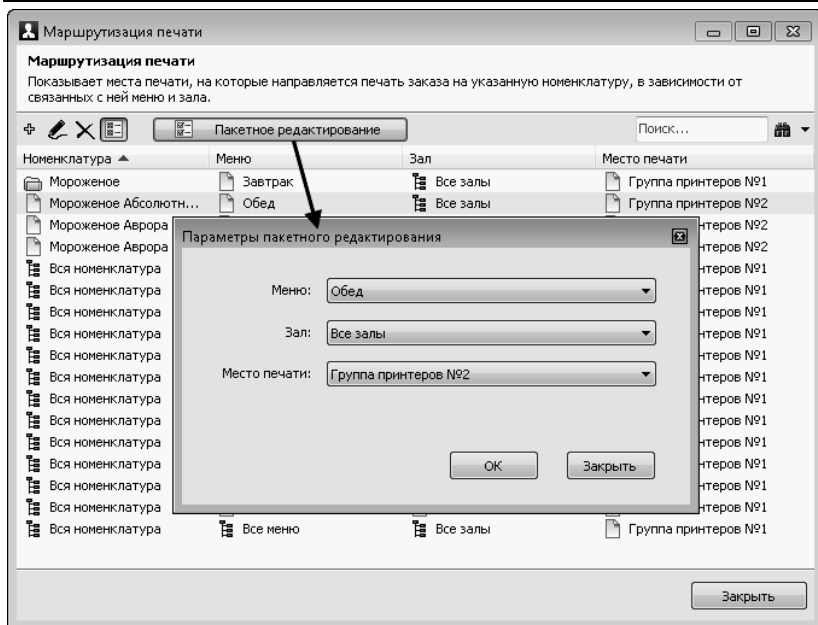 Маршрутизация печати
Маршрутизация печати
Показывает места печати, на которые направляется печать заказа на указанную номенклатуру, в зависимости от
связанных с ней меню и зала.
Пакетное редактирование
Поиск...
Номенклатура Меню Зал Место печати
Мороженое Завтрак Все залы Группа принтеров №1
Мороженое Абсолютн... Обед Все залы Группа принтеров №2
Мороженое Аврора нтеров №2
Параметры пакетного редактирования
Мороженое Аврора нтеров №2
Вся номенклатура нтеров №1
Вся номенклатура нтеров №1
Меню: Обед
Вся номенклатура нтеров №1
Вся номенклатура нтеров №1
Зал: Все залы
Вся номенклатура нтеров №1
Вся номенклатура нтеров №1
Место печати: Группа принтеров №2
Вся номенклатура нтеров №1
Вся номенклатура нтеров №1
Вся номенклатура нтеров №1
Вся номенклатура нтеров №1
ОК Закрыть
Вся номенклатура нтеров №1
Вся номенклатура нтеров №1
Вся номенклатура Все меню Все залы Группа принтеров №1
Закрыть